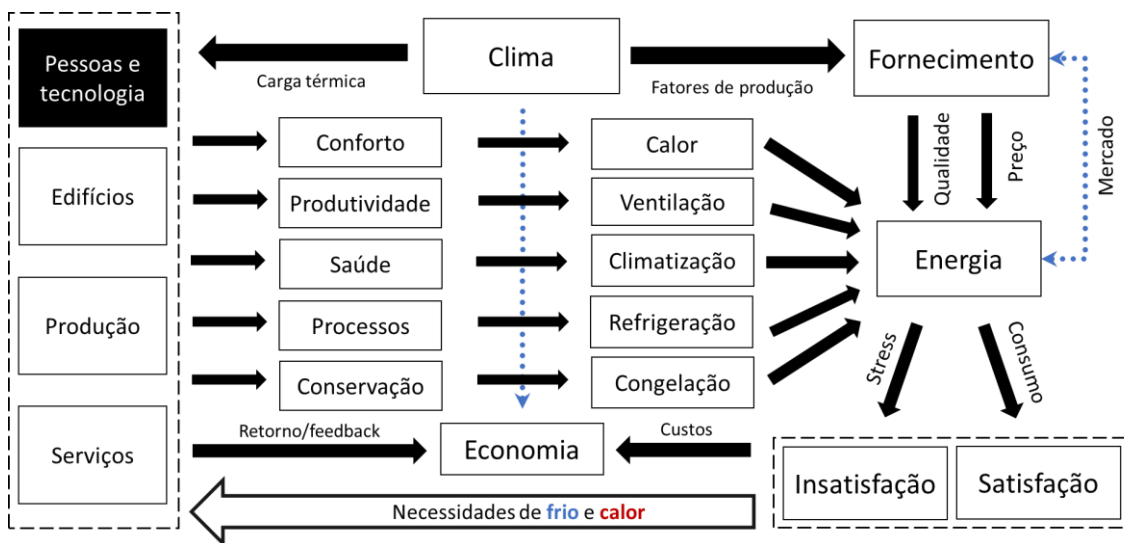 Pessoas e
tecnologia
Edifícios
Produção
Serviços
Clima
Carga térmica
Fatores de produção
Fornecimento
Conforto
Produtividade
Saúde
Processos
Conservação
Calor
Ventilação
Climatização
Refrigeração
Congelação
Qualidade
Preço
Mercado
Energia
Stress
Consumo
Retorno/feedback
Economia
Custos
Insatisfação
Satisfação
Necessidades de frio e calor